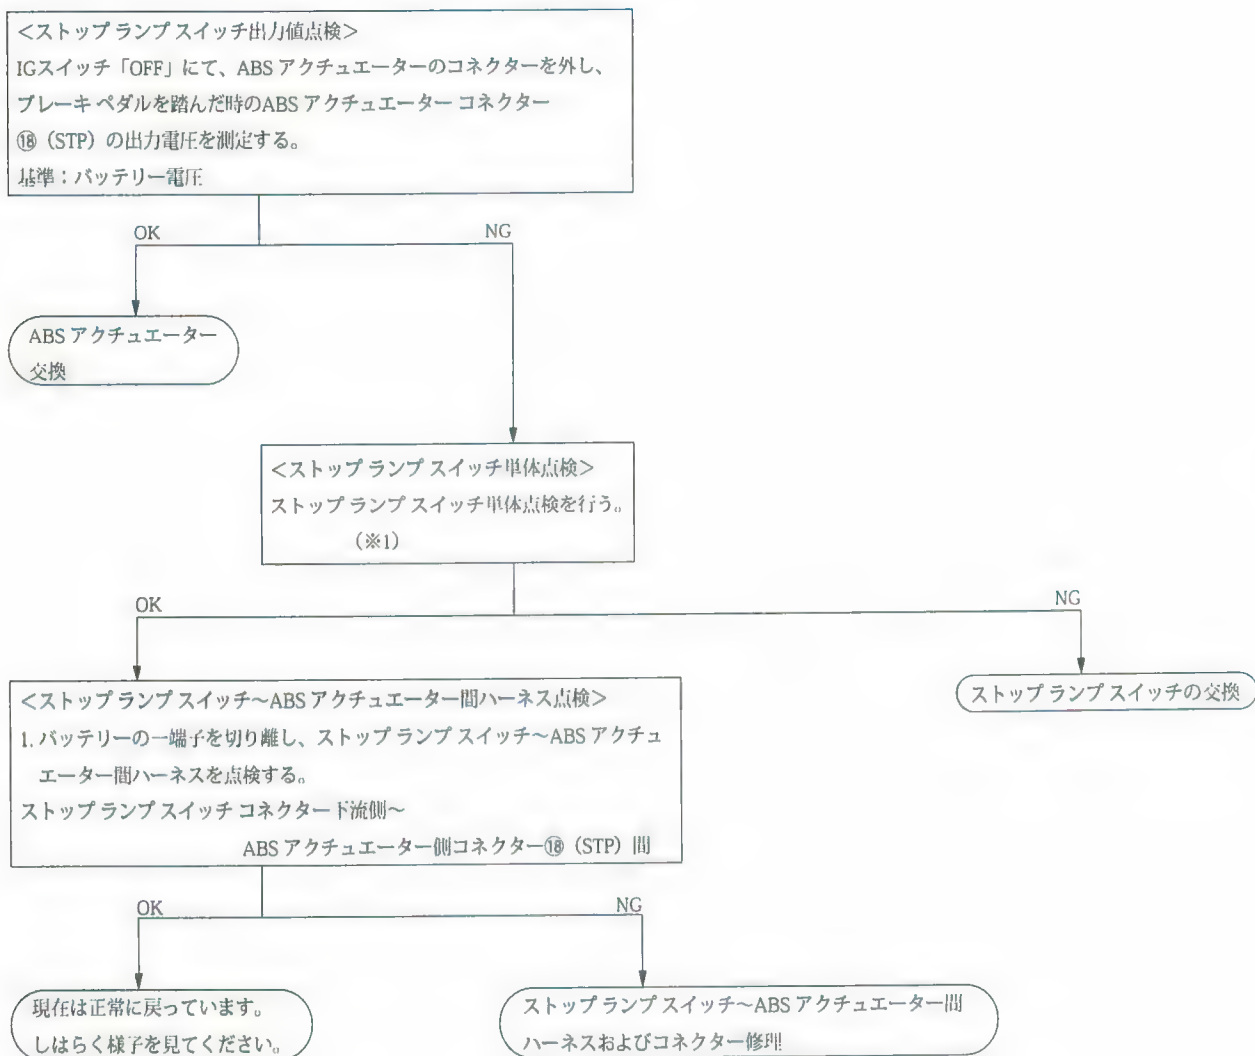 <ストップ ランプ スイッチ出力値点検>
IGスイッチ「OFF」にて、ABS アクチュエーターのコネクターを外し、
ブレーキ ペダルを踏んだ時のABS アクチュエーター コネクター
⑱（STP）の出力電圧を測定する。
基準：バッテリー電圧
OK
NG
ABS アクチュエーター
交換
<ストップ ランプ スイッチ単体点検>
ストップ ランプ スイッチ単体点検を行う。
（※1）
OK
NG
<ストップ ランプ スイッチ～ABS アクチュエーター間ハーネス点検>
1. バッテリーの－端子を切り離し、ストップ ランプ スイッチ～ABS アクチュ
エーター間ハーネスを点検する。
ストップ ランプ スイッチ コネクター下流側～
ABS アクチュエーター側コネクター⑱（STP）間
ストップ ランプ スイッチの交換
OK
NG
現在は正常に戻っています。
しばらく様子を見てください。
ストップ ランプ スイッチ～ABS アクチュエーター間
ハーネスおよびコネクター修理